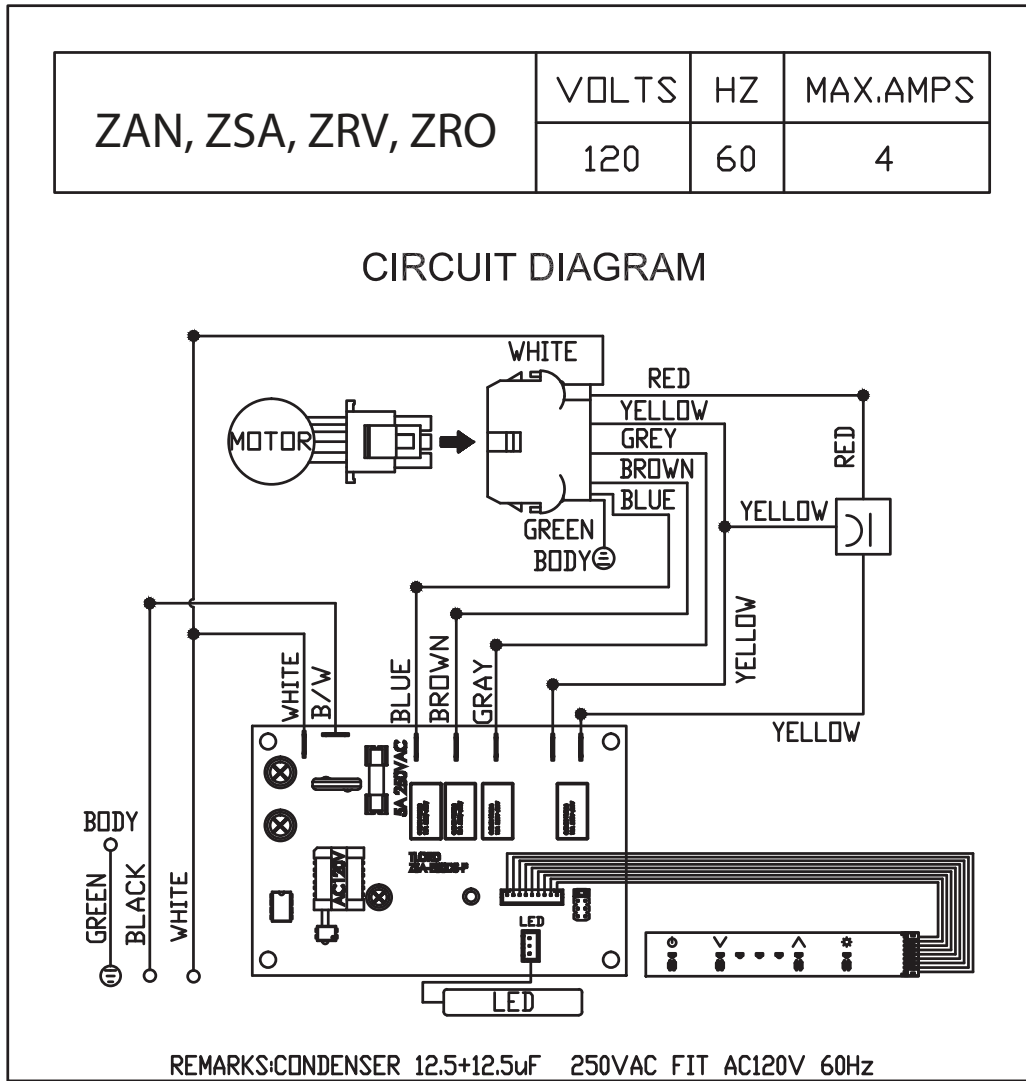 ZAN, ZSA, ZRV, ZRO
VOLTS HZ MAX.AMPS
120 60 4
CIRCUIT DIAGRAM
WHITE
RED
YELLOW
GREY
BROWN
BLUE
MOTOR
GREEN
BODY
RED
YELLOW
YELLOW
YELLOW
WHITE
B/W
BLUE
BROWN
GRAY
5A 250VAC
AC120V
LED
LED
BODY
GREEN
BLACK
WHITE
REMARKS:CONDENSER 12.5+12.5uF 250VAC FIT AC120V 60Hz